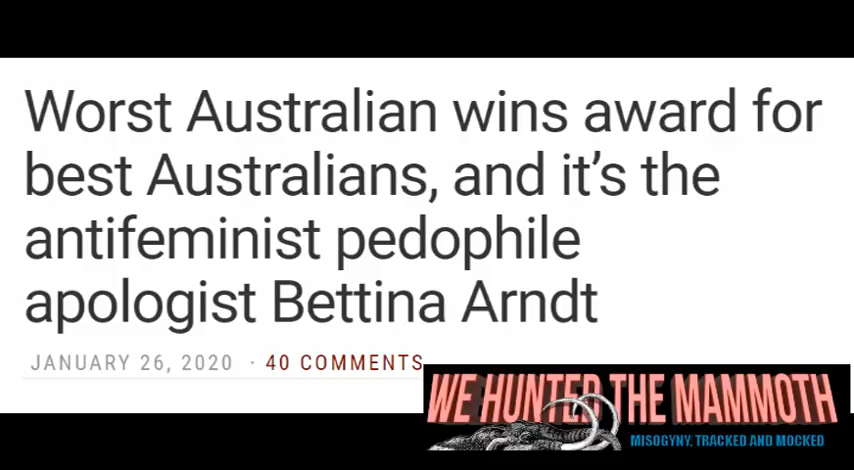 Worst Australian wins award for
best Australians, and it's the
antifeminist pedophile
apologist Bettina Arndt
JANUARY 26, 2020 · 40 COMMENTS
WE HUNTED THE MAMMOTH
MISOGYNY, TRACKED AND MOCKED